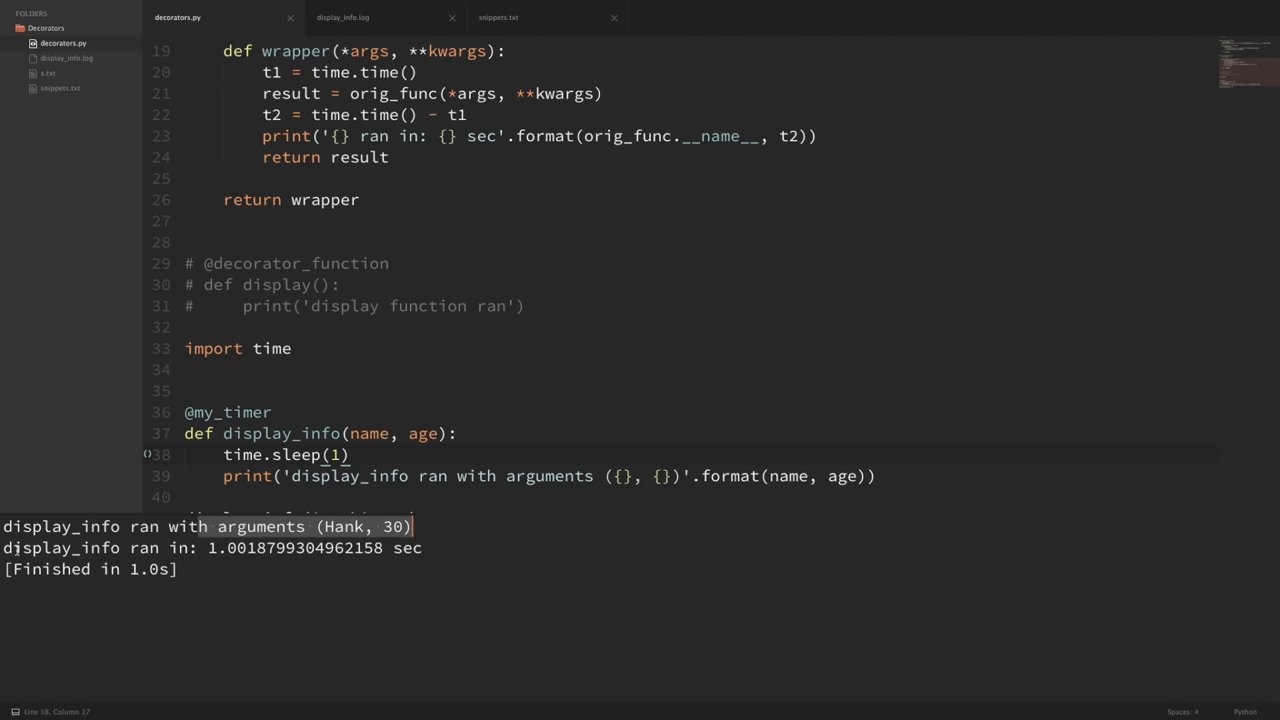 FOLDERS
Decorators
decorators.py
display_info.log
s.txt
snippets.txt
decorators.py
display_info.log
snippets.txt
19 def wrapper(*args, **kwargs):
20 t1 = time.time()
21 result = orig_func(*args, **kwargs)
22 t2 = time.time() - t1
23 print('{} ran in: {} sec'.format(orig_func.__name__, t2))
24 return result
25
26 return wrapper
27
28
29 # @decorator_function
30 # def display():
31 #     print('display function ran')
32
33 import time
34
35
36 @my_timer
37 def display_info(name, age):
38 time.sleep(1)
39 print('display_info ran with arguments ({}, {})'.format(name, age))
40
display_info ran with arguments (Hank, 30)
display_info ran in: 1.0018799304962158 sec
[Finished in 1.0s]
Line 38, Column 17
Spaces: 4
Python